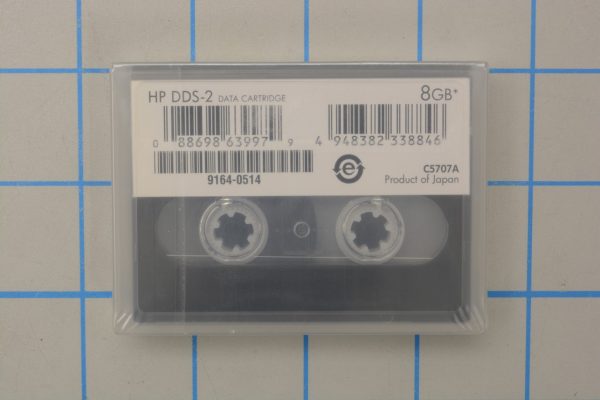 HP DDS-2 DATA CARTRIDGE 8GB*
0 88698 63997 9 4 948382 338846
9164-0514
e C5707A
Product of Japan